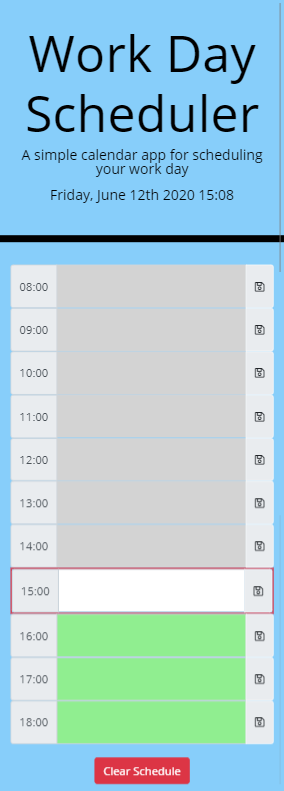 Work Day
Scheduler
A simple calendar app for scheduling
your work day
Friday, June 12th 2020 15:08
08:00
09:00
10:00
11:00
12:00
13:00
14:00
15:00
16:00
17:00
18:00
Clear Schedule